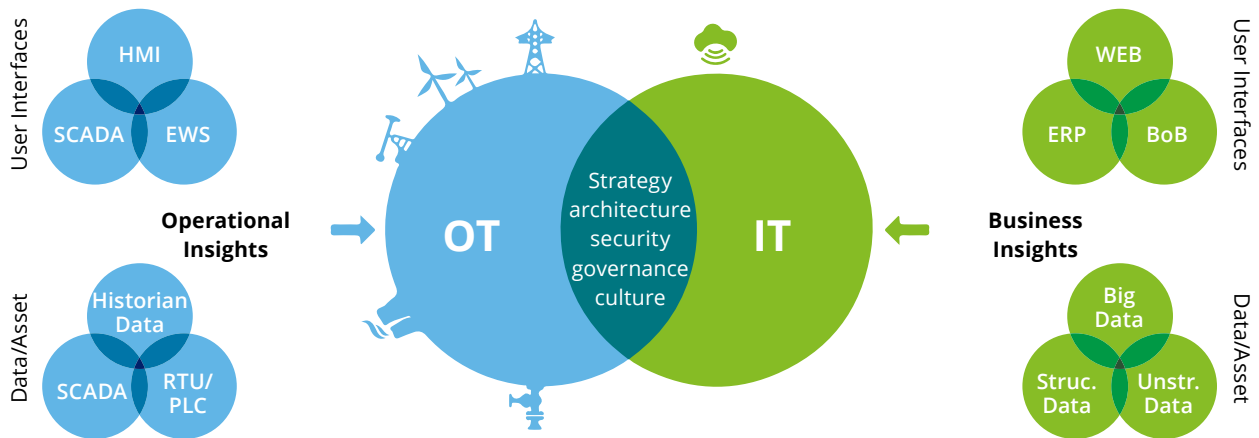 User Interfaces
HMI
SCADA
EWS
Operational
Insights
Data/Asset
Historian
Data
SCADA
RTU/
PLC
OT
Strategy
architecture
security
governance
culture
IT
WEB
ERP
BoB
User Interfaces
Business
Insights
Big
Data
Struc.
Data
Unstr.
Data
Data/Asset